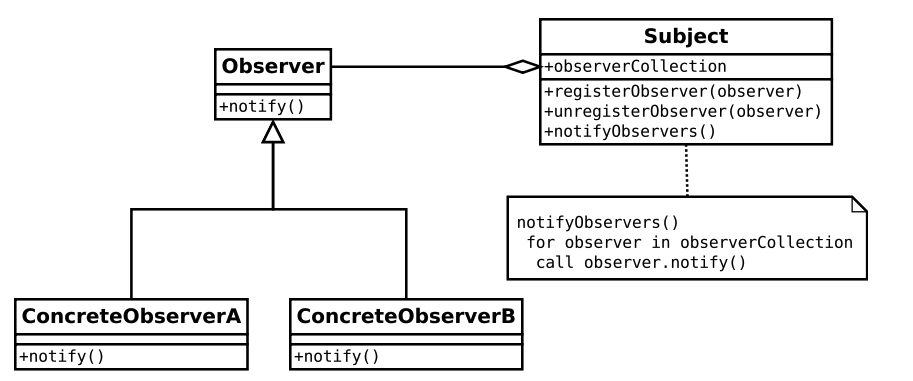 Observer
+notify()
Subject
+observerCollection
+registerObserver(observer)
+unregisterObserver(observer)
+notifyObservers()
notifyObservers()
for observer in observerCollection
call observer.notify()
ConcreteObserverA
+notify()
ConcreteObserverB
+notify()